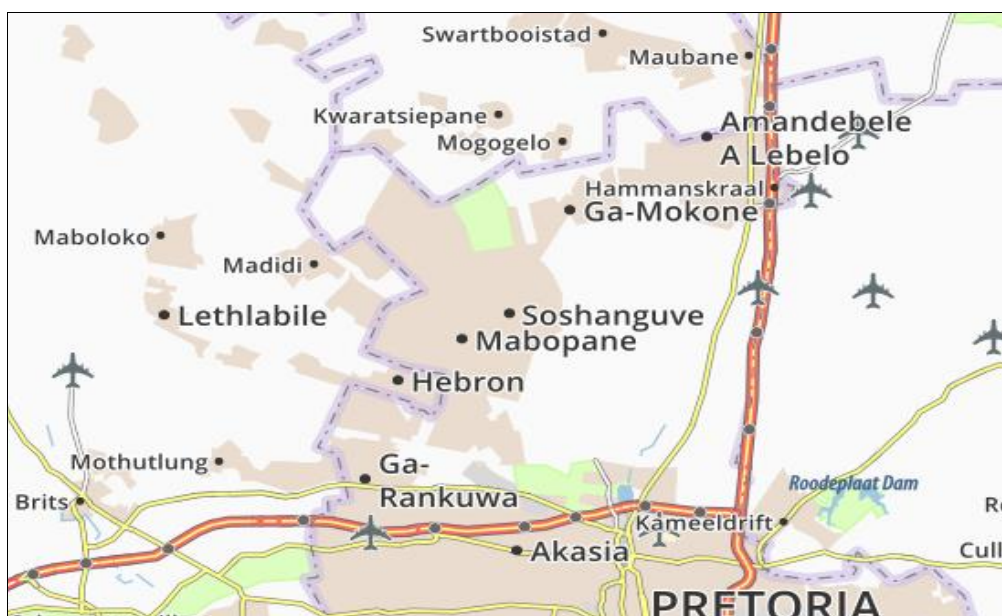 Swartbooistad
Maubane
Kwaratsiepane
Mogogelo
Amandebele
A Lebelo
Hammanskraal
Ga-Mokone
Maboloko
Madidi
Lethlabile
Soshanguve
Mabopane
Hebron
Mothutlung
Ga-
Rankuwa
Brits
Roodeplaat Dam
Kameeldrift
Akasia
PRETORIA